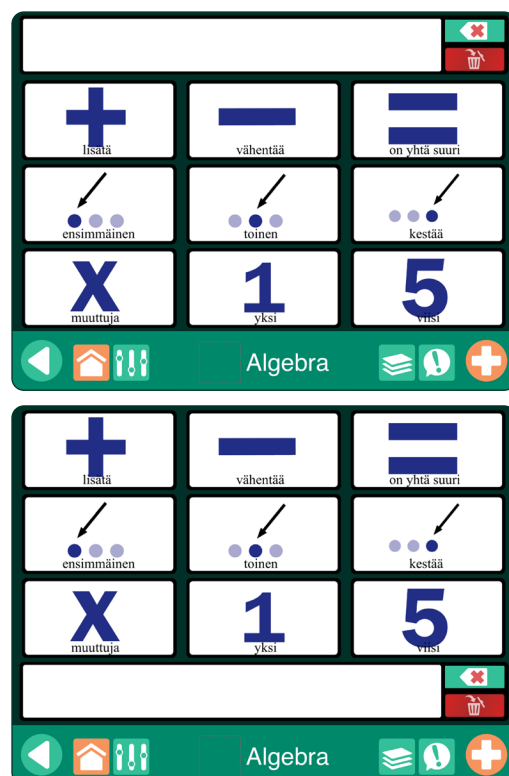 + - =
lisätä vähentää on yhtä suuri
ensimmäinen toinen kestää
X 1 5
muuttuja yksi viisi
Algebra
+ - =
lisätä vähentää on yhtä suuri
ensimmäinen toinen kestää
X 1 5
muuttuja yksi viisi
Algebra